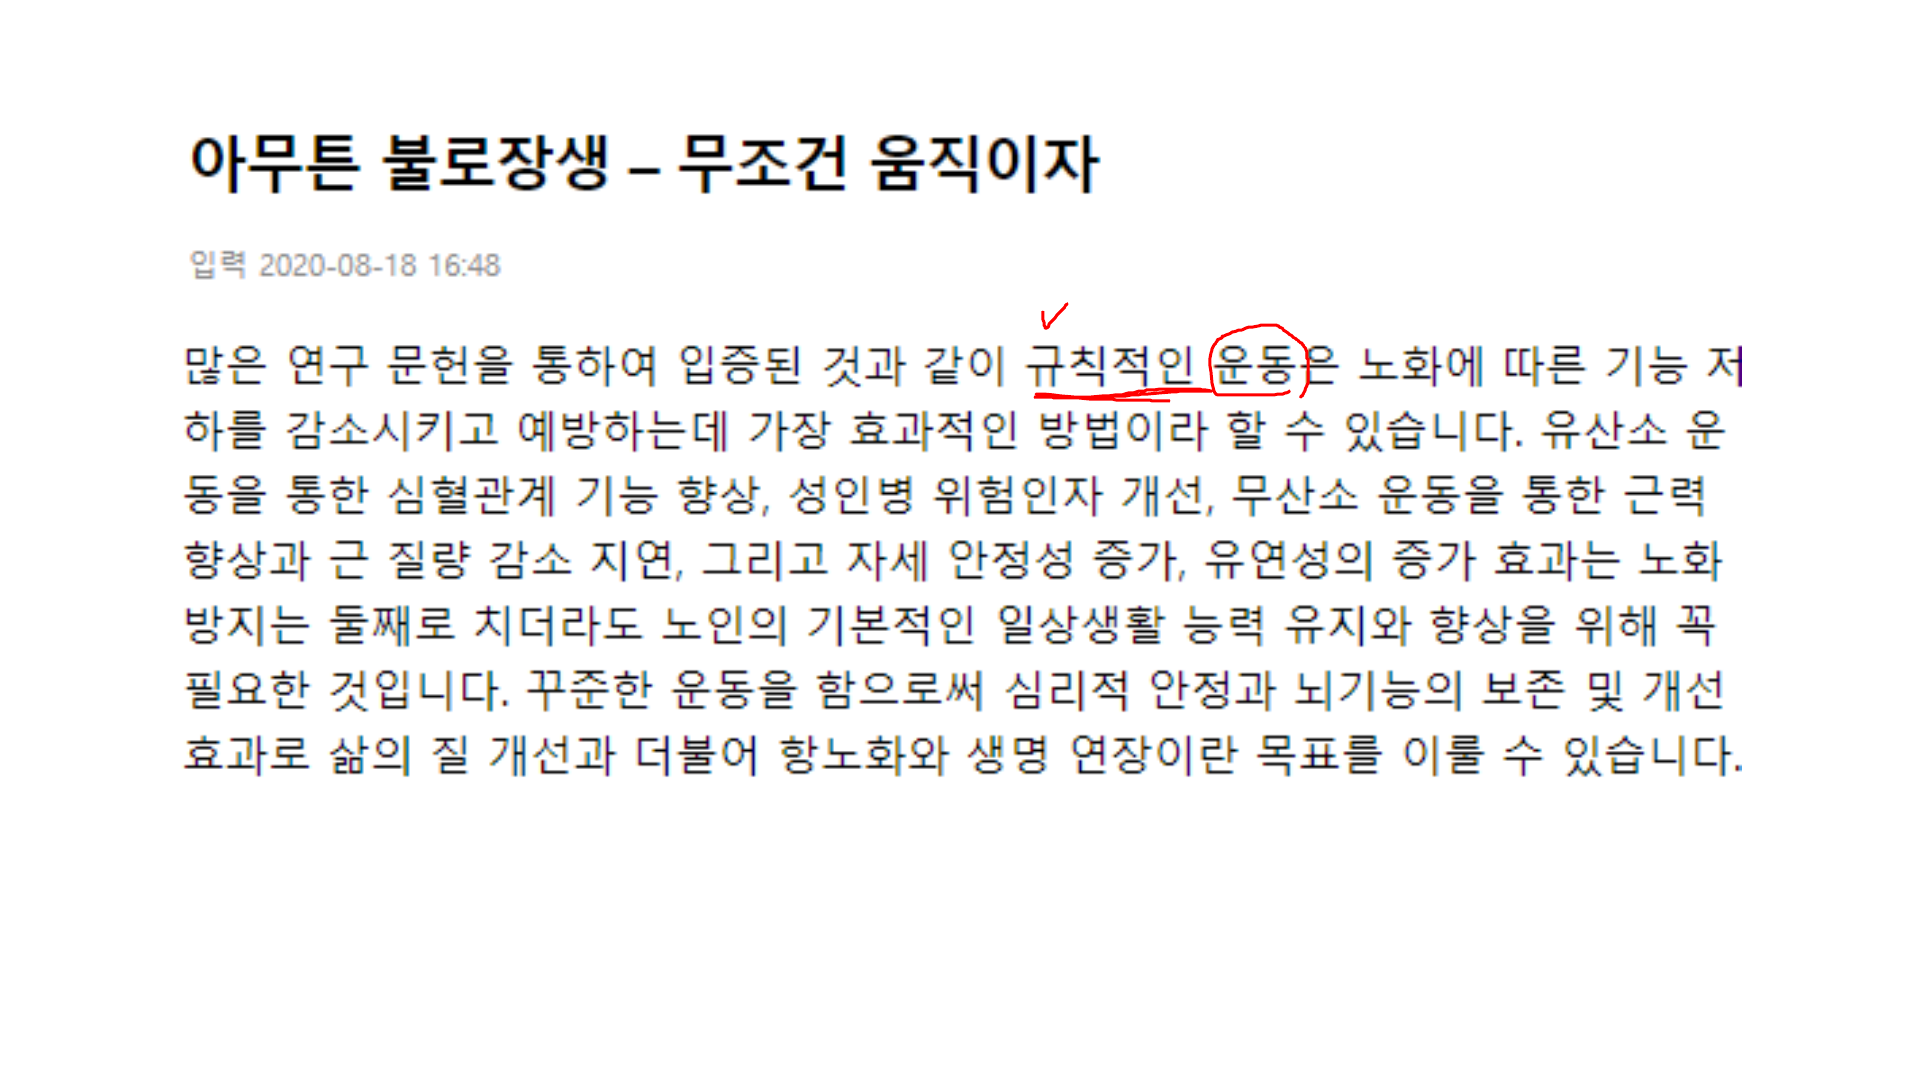 아무튼 불로장생 – 무조건 움직이자
입력 2020-08-18 16:48
많은 연구 문헌을 통하여 입증된 것과 같이 규칙적인 운동은 노화에 따른 기능 저
하를 감소시키고 예방하는데 가장 효과적인 방법이라 할 수 있습니다. 유산소 운
동을 통한 심혈관계 기능 향상, 성인병 위험인자 개선, 무산소 운동을 통한 근력
향상과 근 질량 감소 지연, 그리고 자세 안정성 증가, 유연성의 증가 효과는 노화
방지는 둘째로 치더라도 노인의 기본적인 일상생활 능력 유지와 향상을 위해 꼭
필요한 것입니다. 꾸준한 운동을 함으로써 심리적 안정과 뇌기능의 보존 및 개선
효과로 삶의 질 개선과 더불어 항노화와 생명 연장이란 목표를 이룰 수 있습니다.